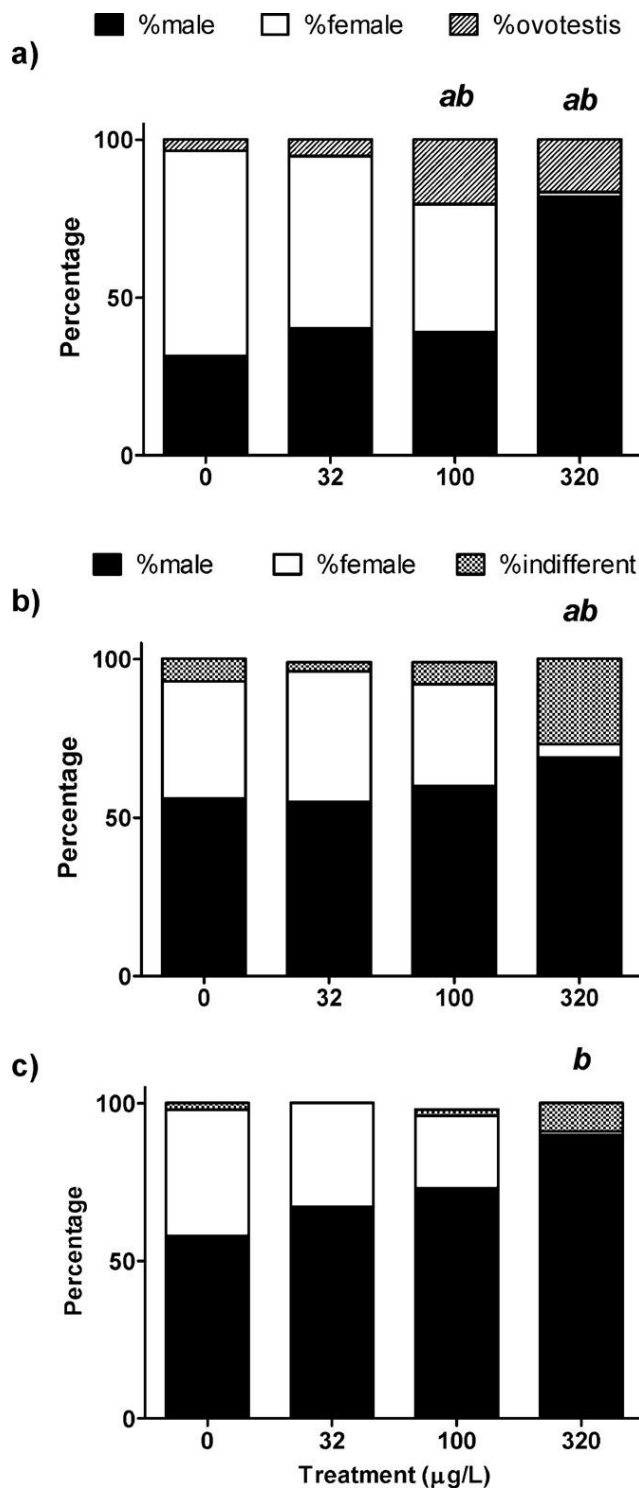 %male %female %ovotestis
a)
ab ab
100
50
0
Percentage
0 32 100 320
%male %female %indifferent
b)
ab
100
50
0
Percentage
0 32 100 320
c)
b
100
50
0
Percentage
0 32 100 320
Treatment (µg/L)